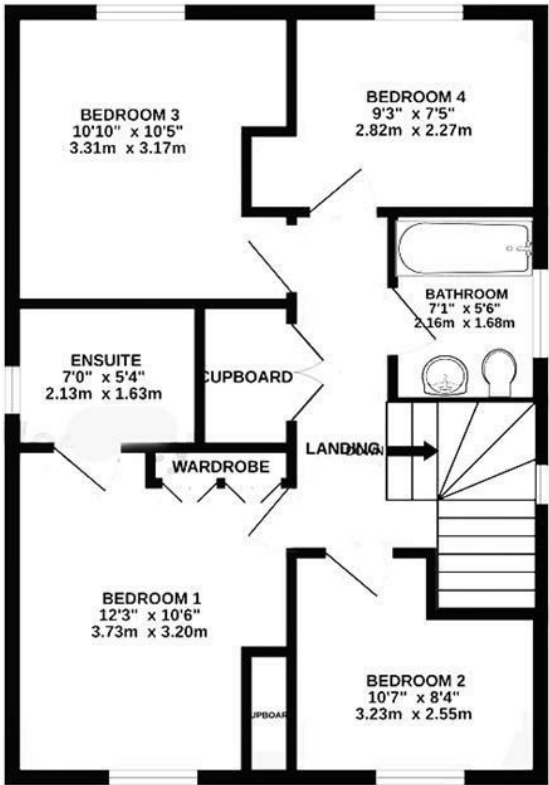 BEDROOM 3
10'10" x 10'5"
3.31m x 3.17m
BEDROOM 4
9'3" x 7'5"
2.82m x 2.27m
BATHROOM
7'1" x 5'6"
2.16m x 1.68m
ENSUITE
7'0" x 5'4"
2.13m x 1.63m
CUPBOARD
LANDING
DOWN
WARDROBE
BEDROOM 1
12'3" x 10'6"
3.73m x 3.20m
UPBOAR
BEDROOM 2
10'7" x 8'4"
3.23m x 2.55m